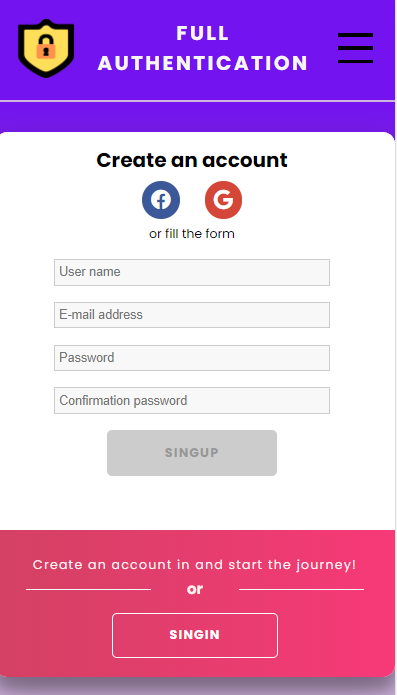 FULL
AUTHENTICATION
Create an account
or fill the form
User name
E-mail address
Password
Confirmation password
SINGUP
Create an account in and start the journey!
or
SINGIN